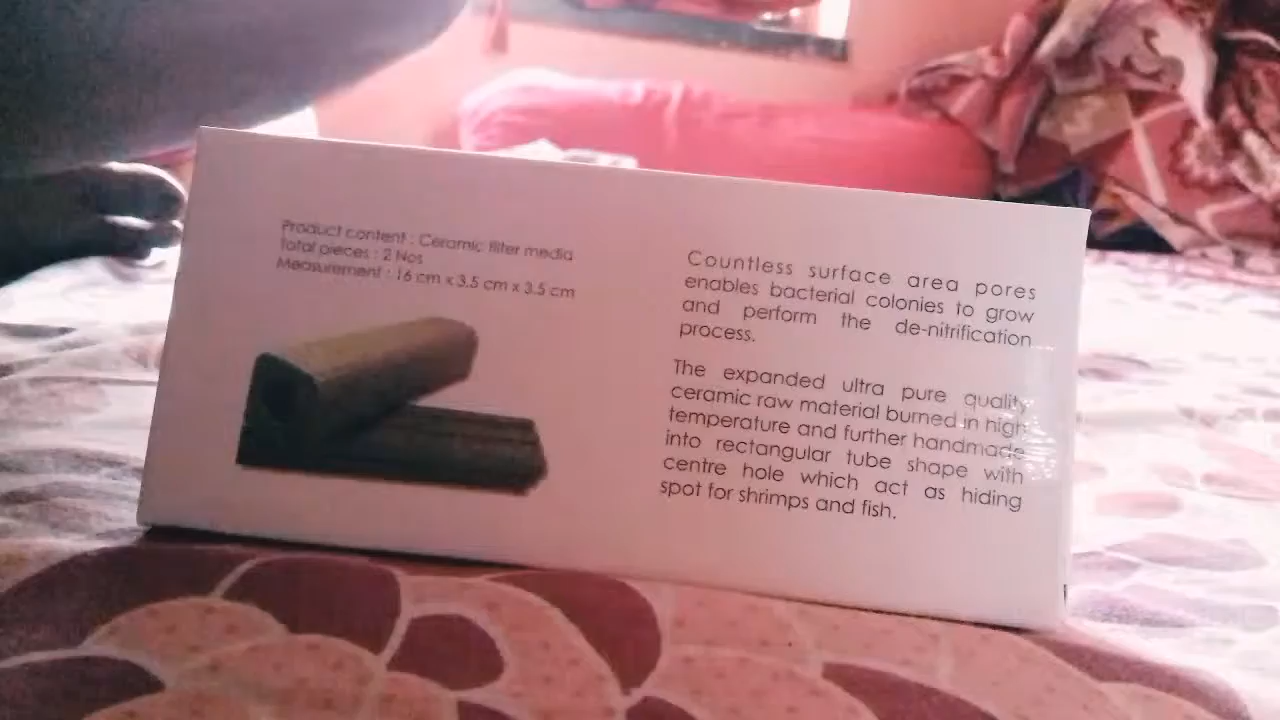 Product content : Ceramic filter media
Total pieces : 2 Nos
Measurement : 16 cm x 3.5 cm x 3.5 cm
Countless surface area pores
enables bacterial colonies to grow
and perform the de-nitrification
process.
The expanded ultra pure quality
ceramic raw material burned in high
temperature and further handmade
into rectangular tube shape with
centre hole which act as hiding
spot for shrimps and fish.